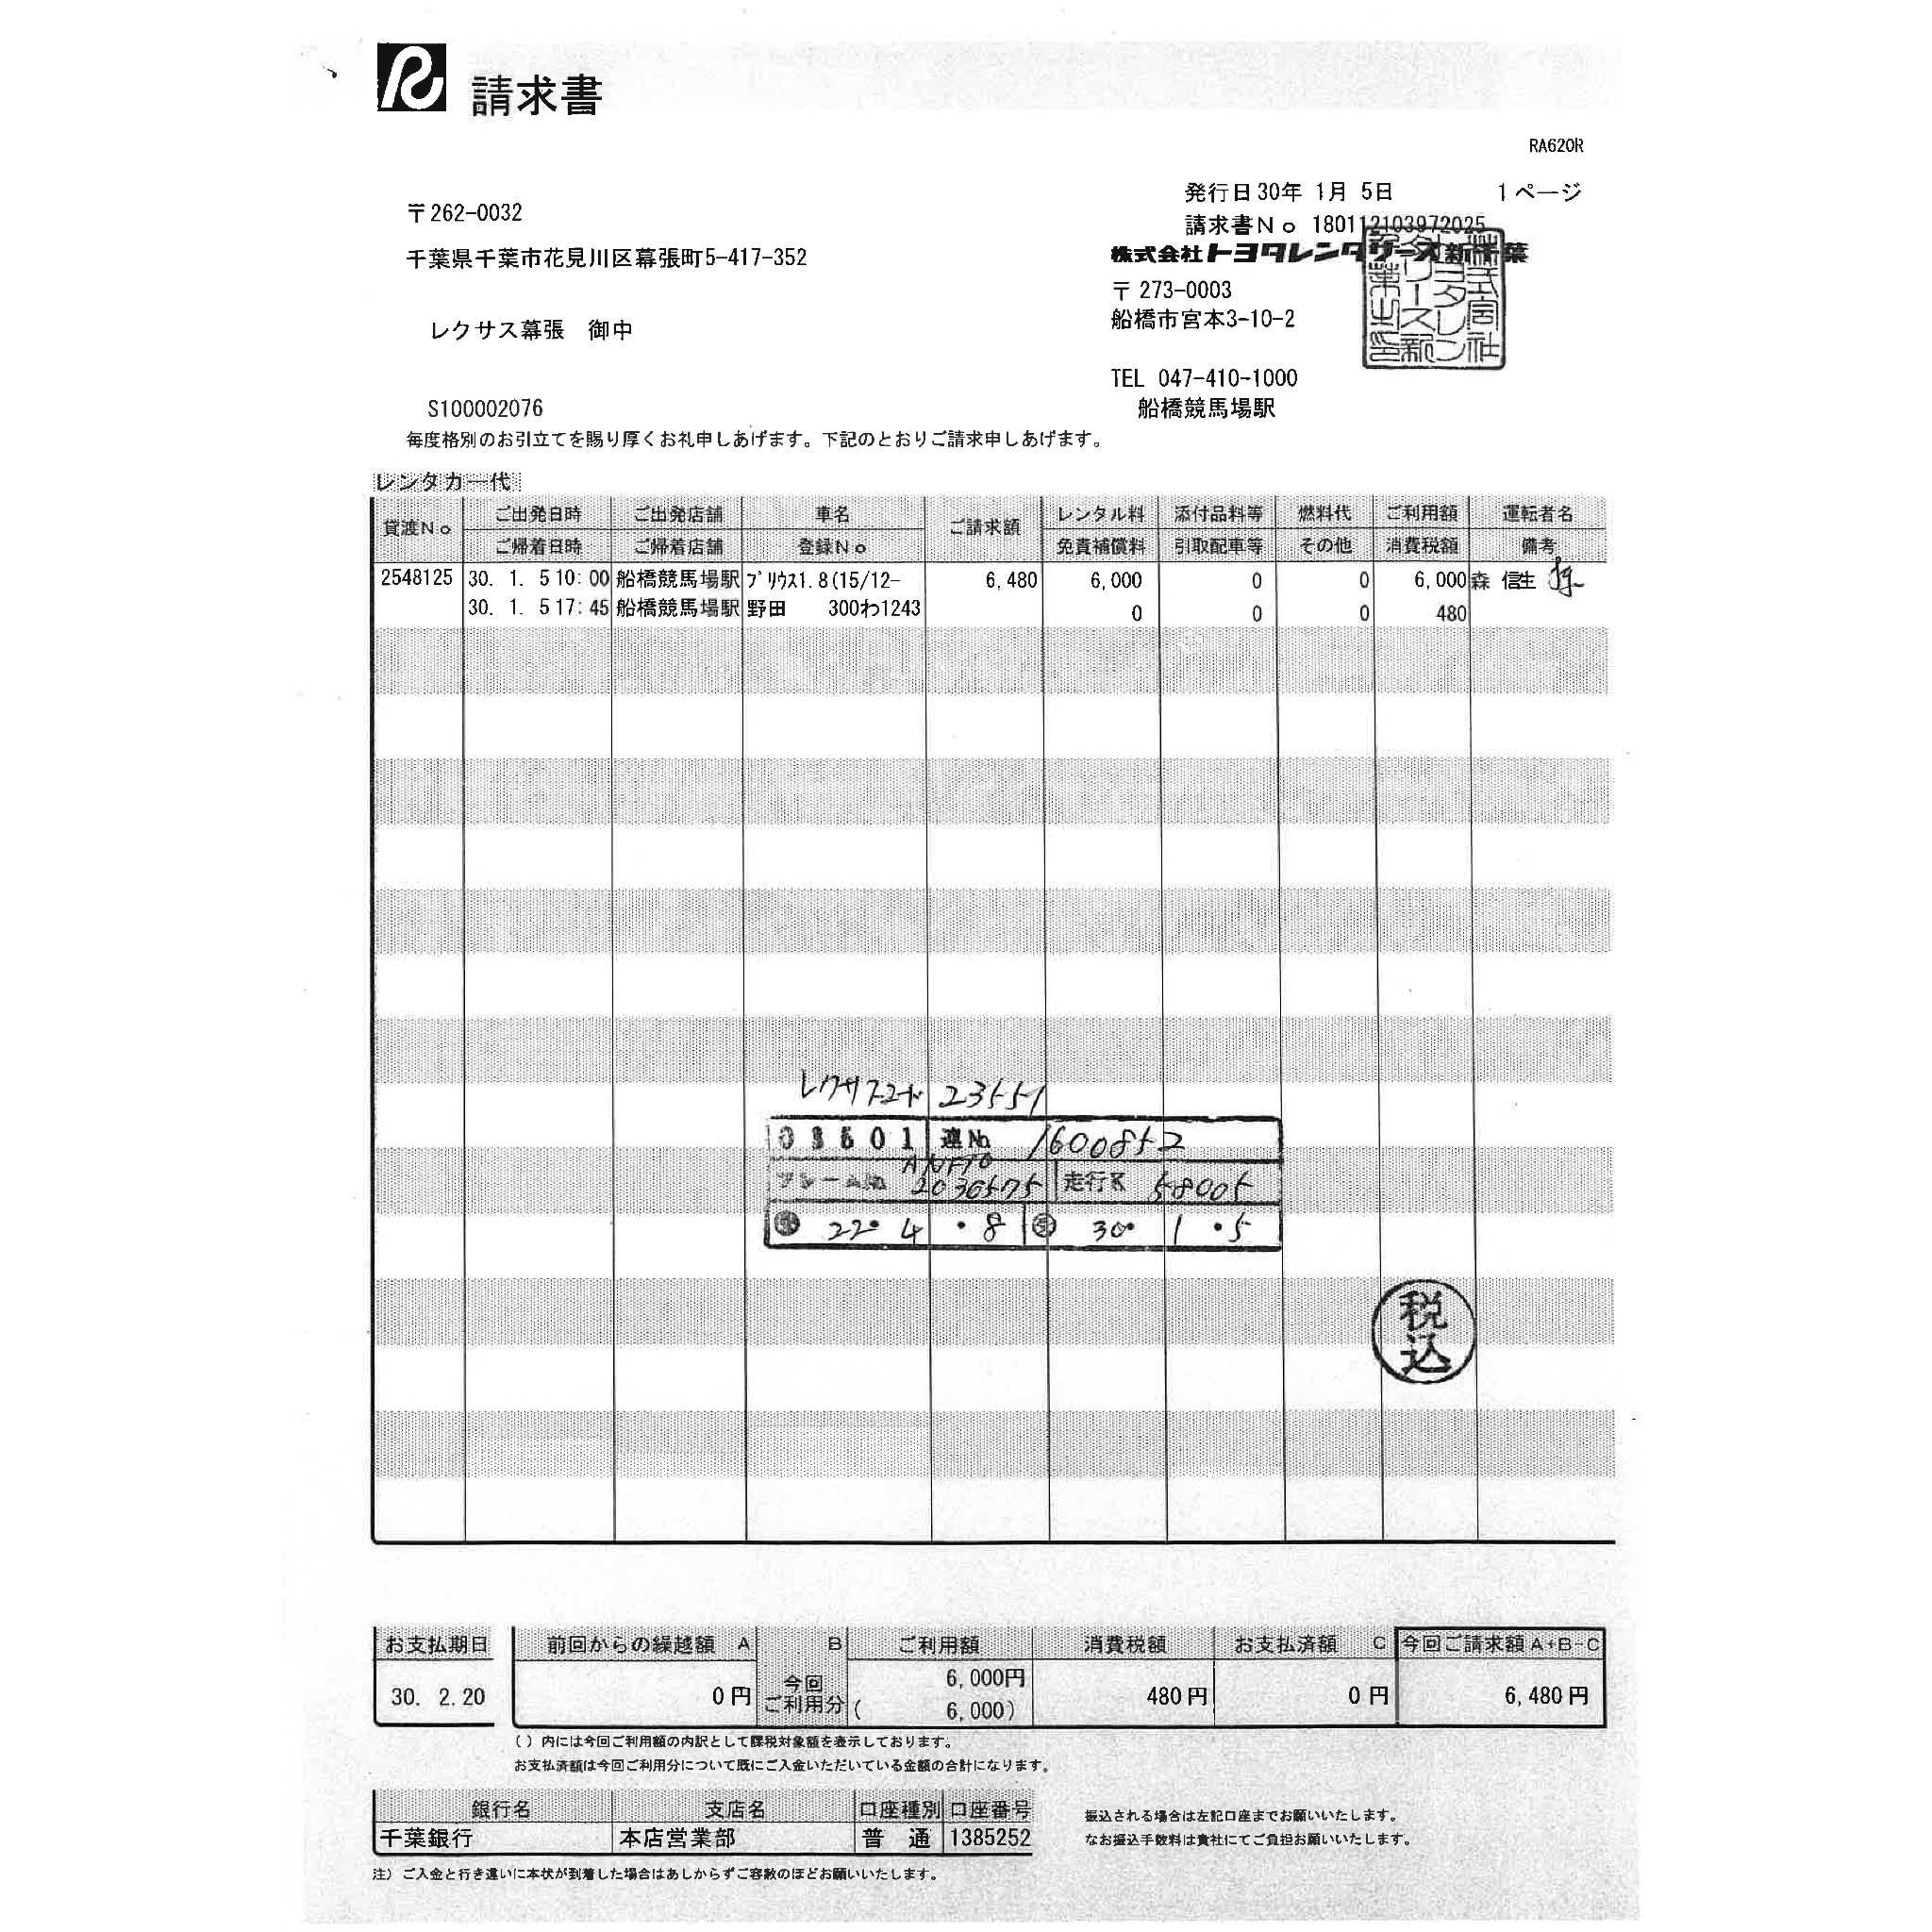 請求書
RA620R
発行日30年 1月 5日 1ページ
請求書No 180112103972025
株式会社トヨタレンタリース新千葉
〒262-0032
千葉県千葉市花見川区幕張町5-417-352
〒273-0003
船橋市宮本3-10-2
レクサス幕張 御中
TEL 047-410-1000
船橋競馬場駅
S100002076
毎度格別のお引立てを賜り厚くお礼申しあげます。下記のとおりご請求申しあげます。
レンタカー代
貸渡No ご出発日時 ご出発店舗 車名 ご請求額 レンタル料 添付品料等 燃料代 ご利用額 運転者名
ご帰着日時 ご帰着店舗 登録No 免責補償料 引取配車等 その他 消費税額 備考
2548125 30. 1. 5 10:00 船橋競馬場駅 プリウス1.8(15/12- 6,480 6,000 0 0 6,000 森 信生
30. 1. 5 17:45 船橋競馬場駅 野田 300わ1243 0 0 0 480
レクサスコード 23551
03501 連No. 1600852
フレームNo. 2036575 走行K 58005
22・4・8 30・1・5
税込
お支払期日 前回からの繰越額 A B ご利用額 消費税額 お支払済額 C 今回ご請求額 A+B-C
30. 2.20 0円 今回ご利用分 6,000円 480円 0円 6,480円
( 6,000)
( )内には今回ご利用額の内訳として課税対象額を表示しております。
お支払済額は今回ご利用分について既にご入金いただいている金額の合計になります。
銀行名 支店名 口座種別 口座番号
千葉銀行 本店営業部 普通 1385252
振込される場合は左記口座までお願いいたします。
なお振込手数料は貴社にてご負担お願いいたします。
注）ご入金と行き違いに本状が到着した場合はあしからずご容赦のほどお願いいたします。